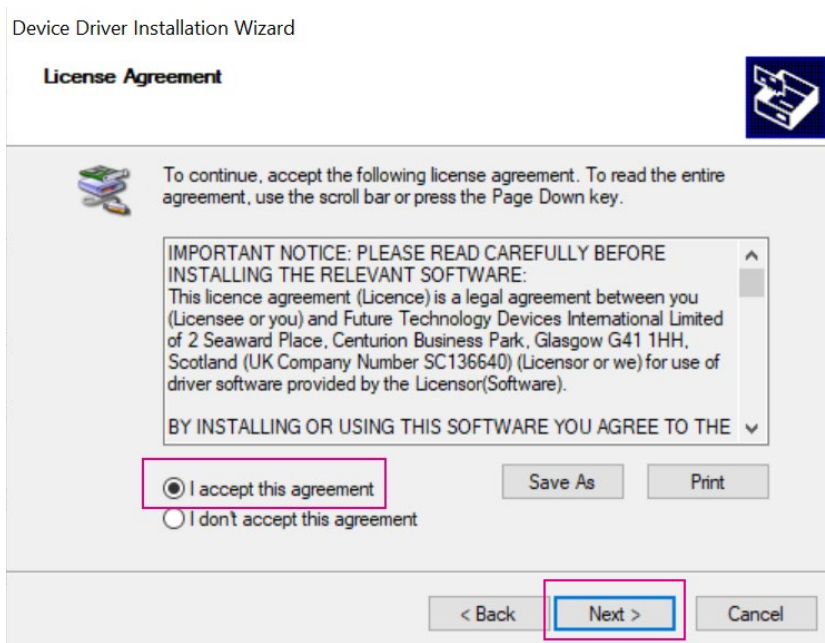 Device Driver Installation Wizard
License Agreement
To continue, accept the following license agreement. To read the entire
agreement, use the scroll bar or press the Page Down key.
IMPORTANT NOTICE: PLEASE READ CAREFULLY BEFORE
INSTALLING THE RELEVANT SOFTWARE:
This licence agreement (Licence) is a legal agreement between you
(Licensee or you) and Future Technology Devices International Limited
of 2 Seaward Place, Centurion Business Park, Glasgow G41 1HH,
Scotland (UK Company Number SC136640) (Licensor or we) for use of
driver software provided by the Licensor(Software).
BY INSTALLING OR USING THIS SOFTWARE YOU AGREE TO THE
I accept this agreement
Save As
Print
I don't accept this agreement
< Back
Next >
Cancel